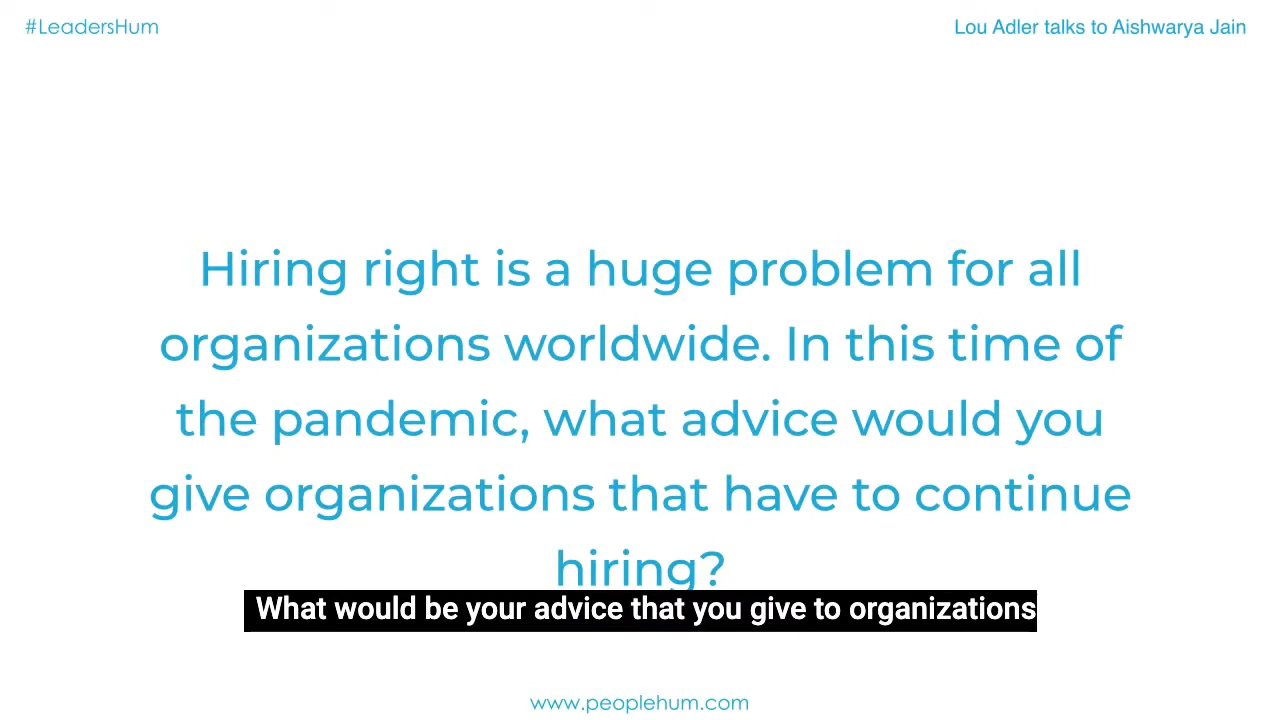 #LeadersHum
Lou Adler talks to Aishwarya Jain
Hiring right is a huge problem for all
organizations worldwide. In this time of
the pandemic, what advice would you
give organizations that have to continue
hiring?
What would be your advice that you give to organizations
www.peoplehum.com